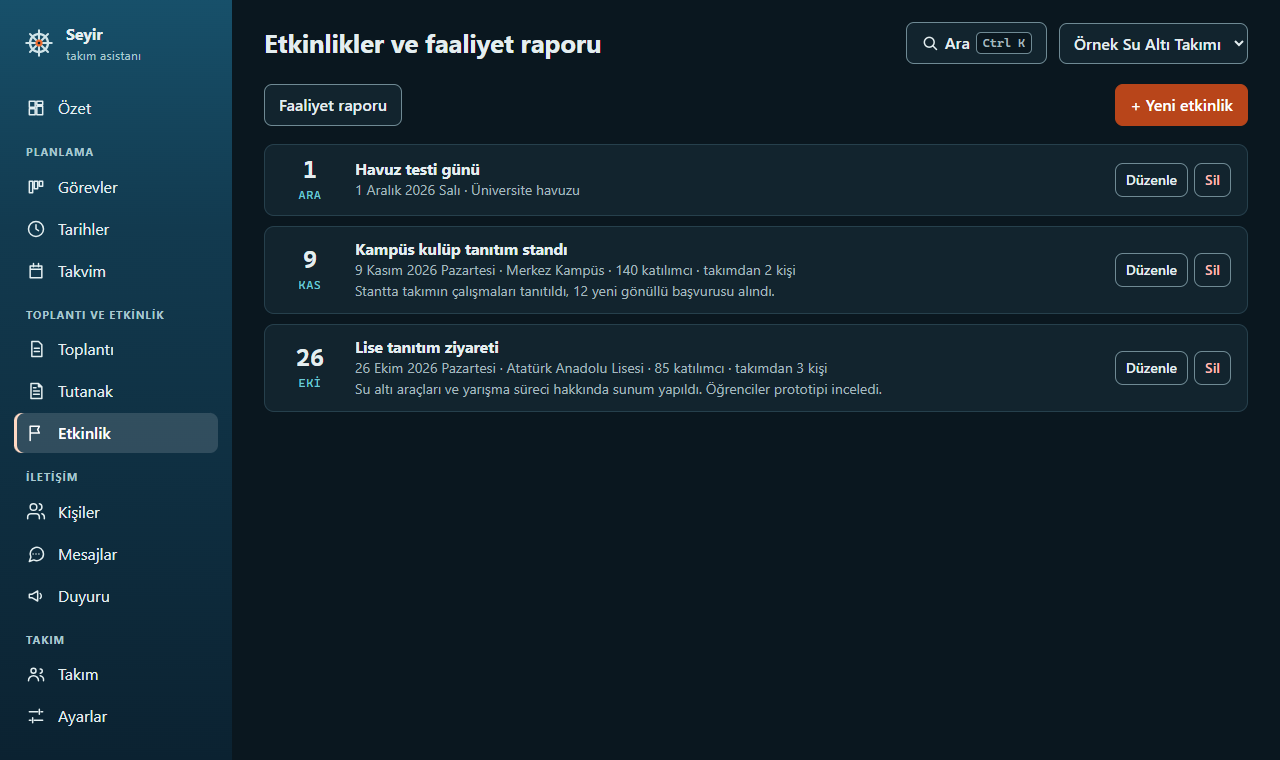 Seyir
takım asistanı
Özet
PLANLAMA
Görevler
Tarihler
Takvim
TOPLANTI VE ETKİNLİK
Toplantı
Tutanak
Etkinlik
İLETİŞİM
Kişiler
Mesajlar
Duyuru
TAKIM
Takım
Ayarlar
Etkinlikler ve faaliyet raporu
Ara Ctrl K
Örnek Su Altı Takımı
Faaliyet raporu
+ Yeni etkinlik
1
ARA
Havuz testi günü
1 Aralık 2026 Salı · Üniversite havuzu
Düzenle
Sil
9
KAS
Kampüs kulüp tanıtım standı
9 Kasım 2026 Pazartesi · Merkez Kampüs · 140 katılımcı · takımdan 2 kişi
Stantta takımın çalışmaları tanıtıldı, 12 yeni gönüllü başvurusu alındı.
Düzenle
Sil
26
EKİ
Lise tanıtım ziyareti
26 Ekim 2026 Pazartesi · Atatürk Anadolu Lisesi · 85 katılımcı · takımdan 3 kişi
Su altı araçları ve yarışma süreci hakkında sunum yapıldı. Öğrenciler prototipi inceledi.
Düzenle
Sil